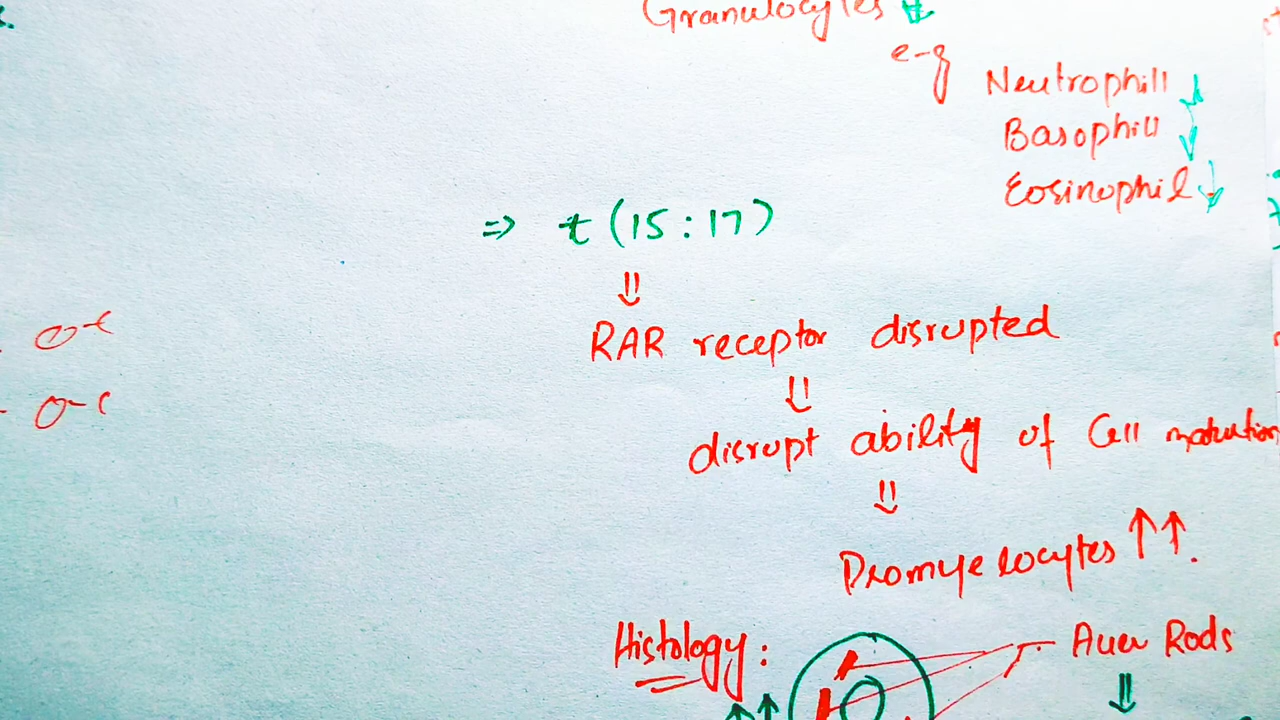 Granulocytes ↓
e-g
Neutrophill ↓
Basophill ↓
Eosinophil ↓
⇒ t(15:17)
⇓
RAR receptor disrupted
⇓
disrupt ability of Cell maturation
⇓
Promyelocytes ↑↑.
Histology: Auer Rods
↑↑ ⇓